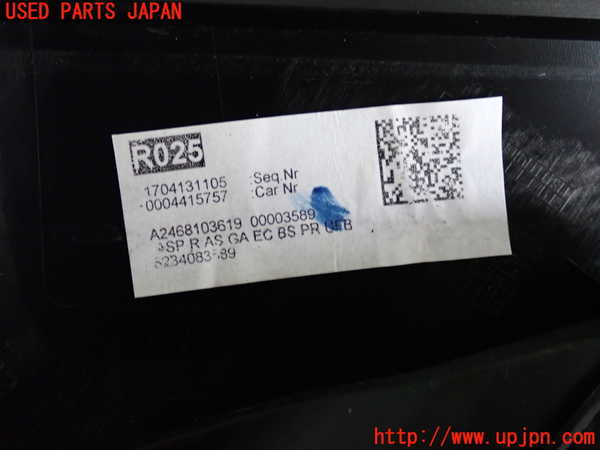 USED PARTS JAPAN
R025
1704131105 :Seq.Nr
0004415757 :Car Nr
A2468103619 00003589
SP R AS GA EC BS PR
http://www.upjpn.com/